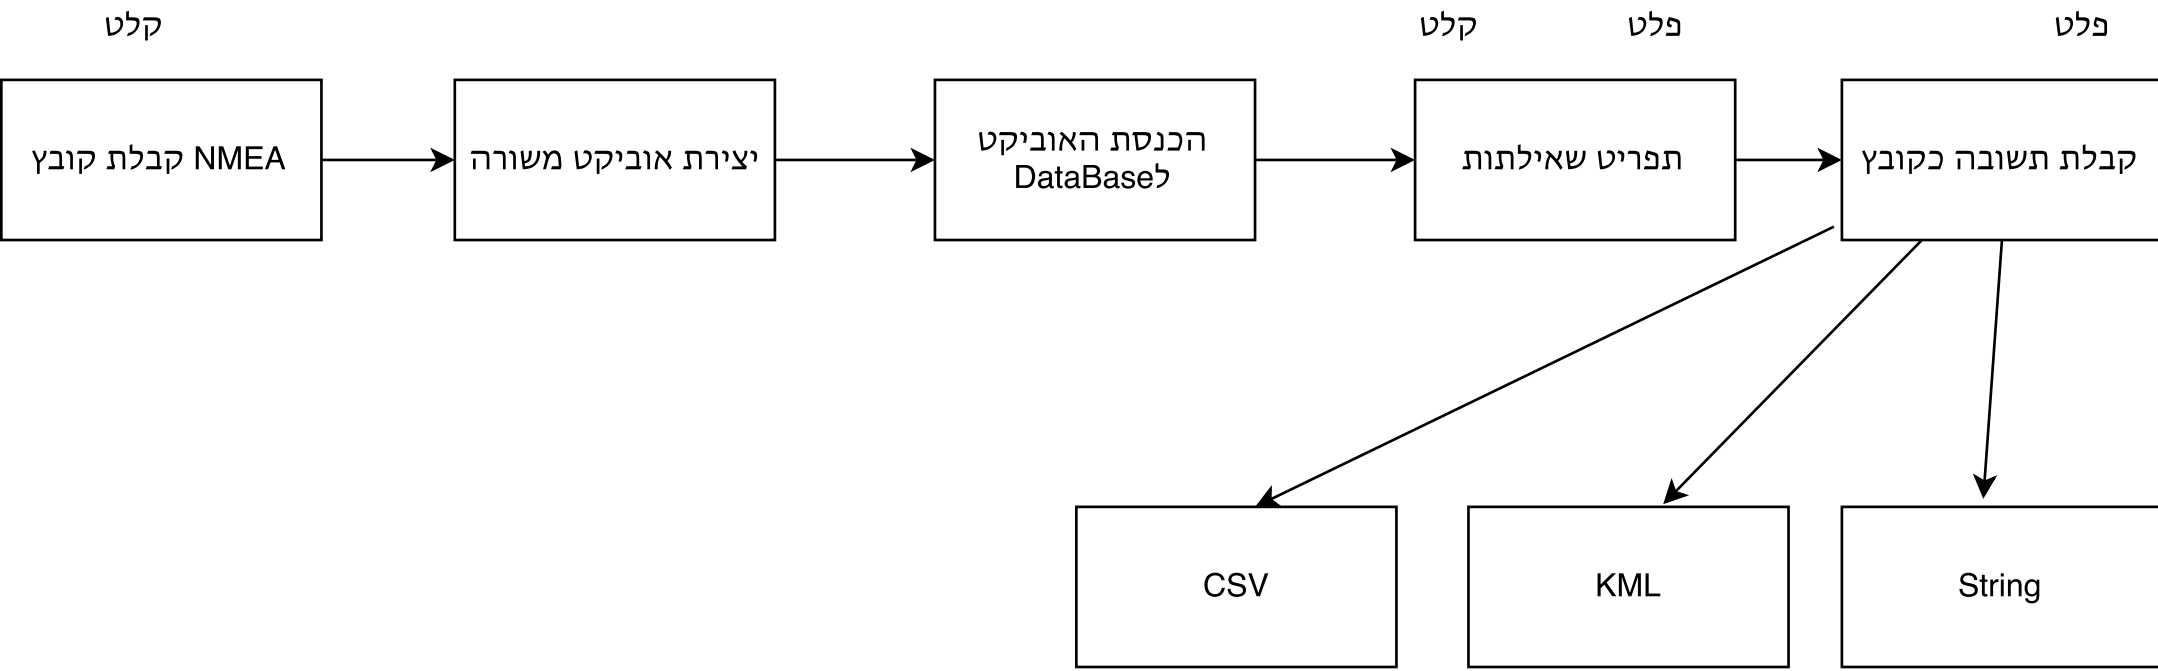 קלט
קלט
פלט
פלט
קבלת קובץ NMEA
יצירת אוביקט משורה
הכנסת האוביקט
לDataBase
תפריט שאילתות
קבלת תשובה כקובץ
CSV
KML
String